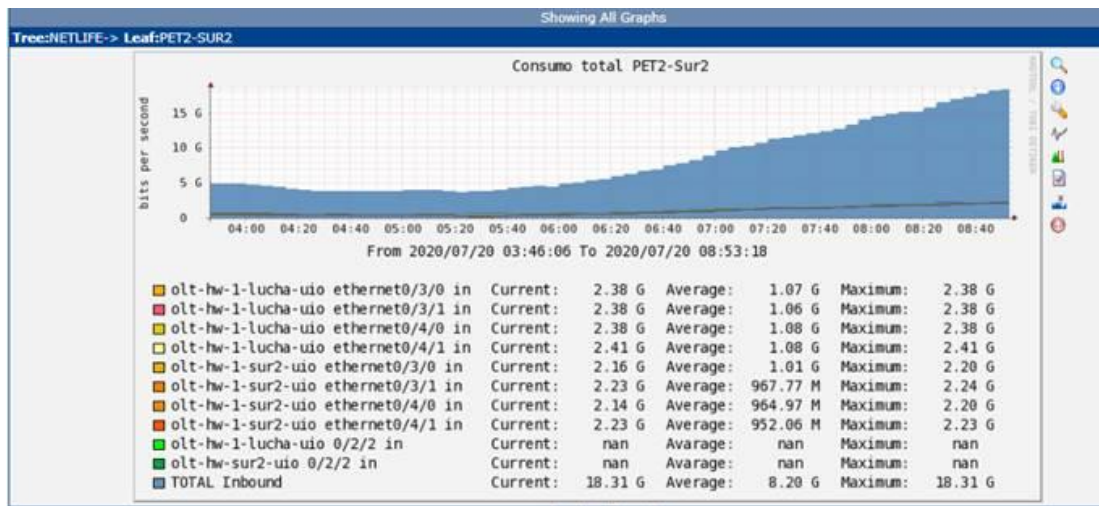 Showing All Graphs
Tree:NETLIFE-> Leaf:PET2-SUR2
Consumo total PET2-Sur2
bits per second
15 G
10 G
5 G
0
04:00 04:20 04:40 05:00 05:20 05:40 06:00 06:20 06:40 07:00 07:20 07:40 08:00 08:20 08:40
From 2020/07/20 03:46:06 To 2020/07/20 08:53:18
olt-hw-1-lucha-uio ethernet0/3/0 in Current: 2.38 G Average: 1.07 G Maximum: 2.38 G
olt-hw-1-lucha-uio ethernet0/3/1 in Current: 2.38 G Average: 1.06 G Maximum: 2.38 G
olt-hw-1-lucha-uio ethernet0/4/0 in Current: 2.38 G Average: 1.08 G Maximum: 2.38 G
olt-hw-1-lucha-uio ethernet0/4/1 in Current: 2.41 G Average: 1.08 G Maximum: 2.41 G
olt-hw-1-sur2-uio ethernet0/3/0 in Current: 2.16 G Average: 1.01 G Maximum: 2.20 G
olt-hw-1-sur2-uio ethernet0/3/1 in Current: 2.23 G Average: 967.77 M Maximum: 2.24 G
olt-hw-1-sur2-uio ethernet0/4/0 in Current: 2.14 G Average: 964.97 M Maximum: 2.20 G
olt-hw-1-sur2-uio ethernet0/4/1 in Current: 2.23 G Average: 952.06 M Maximum: 2.23 G
olt-hw-1-lucha-uio 0/2/2 in Current: nan Avarage: nan Maximum: nan
olt-hw-sur2-uio 0/2/2 in Current: nan Avarage: nan Maximum: nan
TOTAL Inbound Current: 18.31 G Average: 8.20 G Maximum: 18.31 G